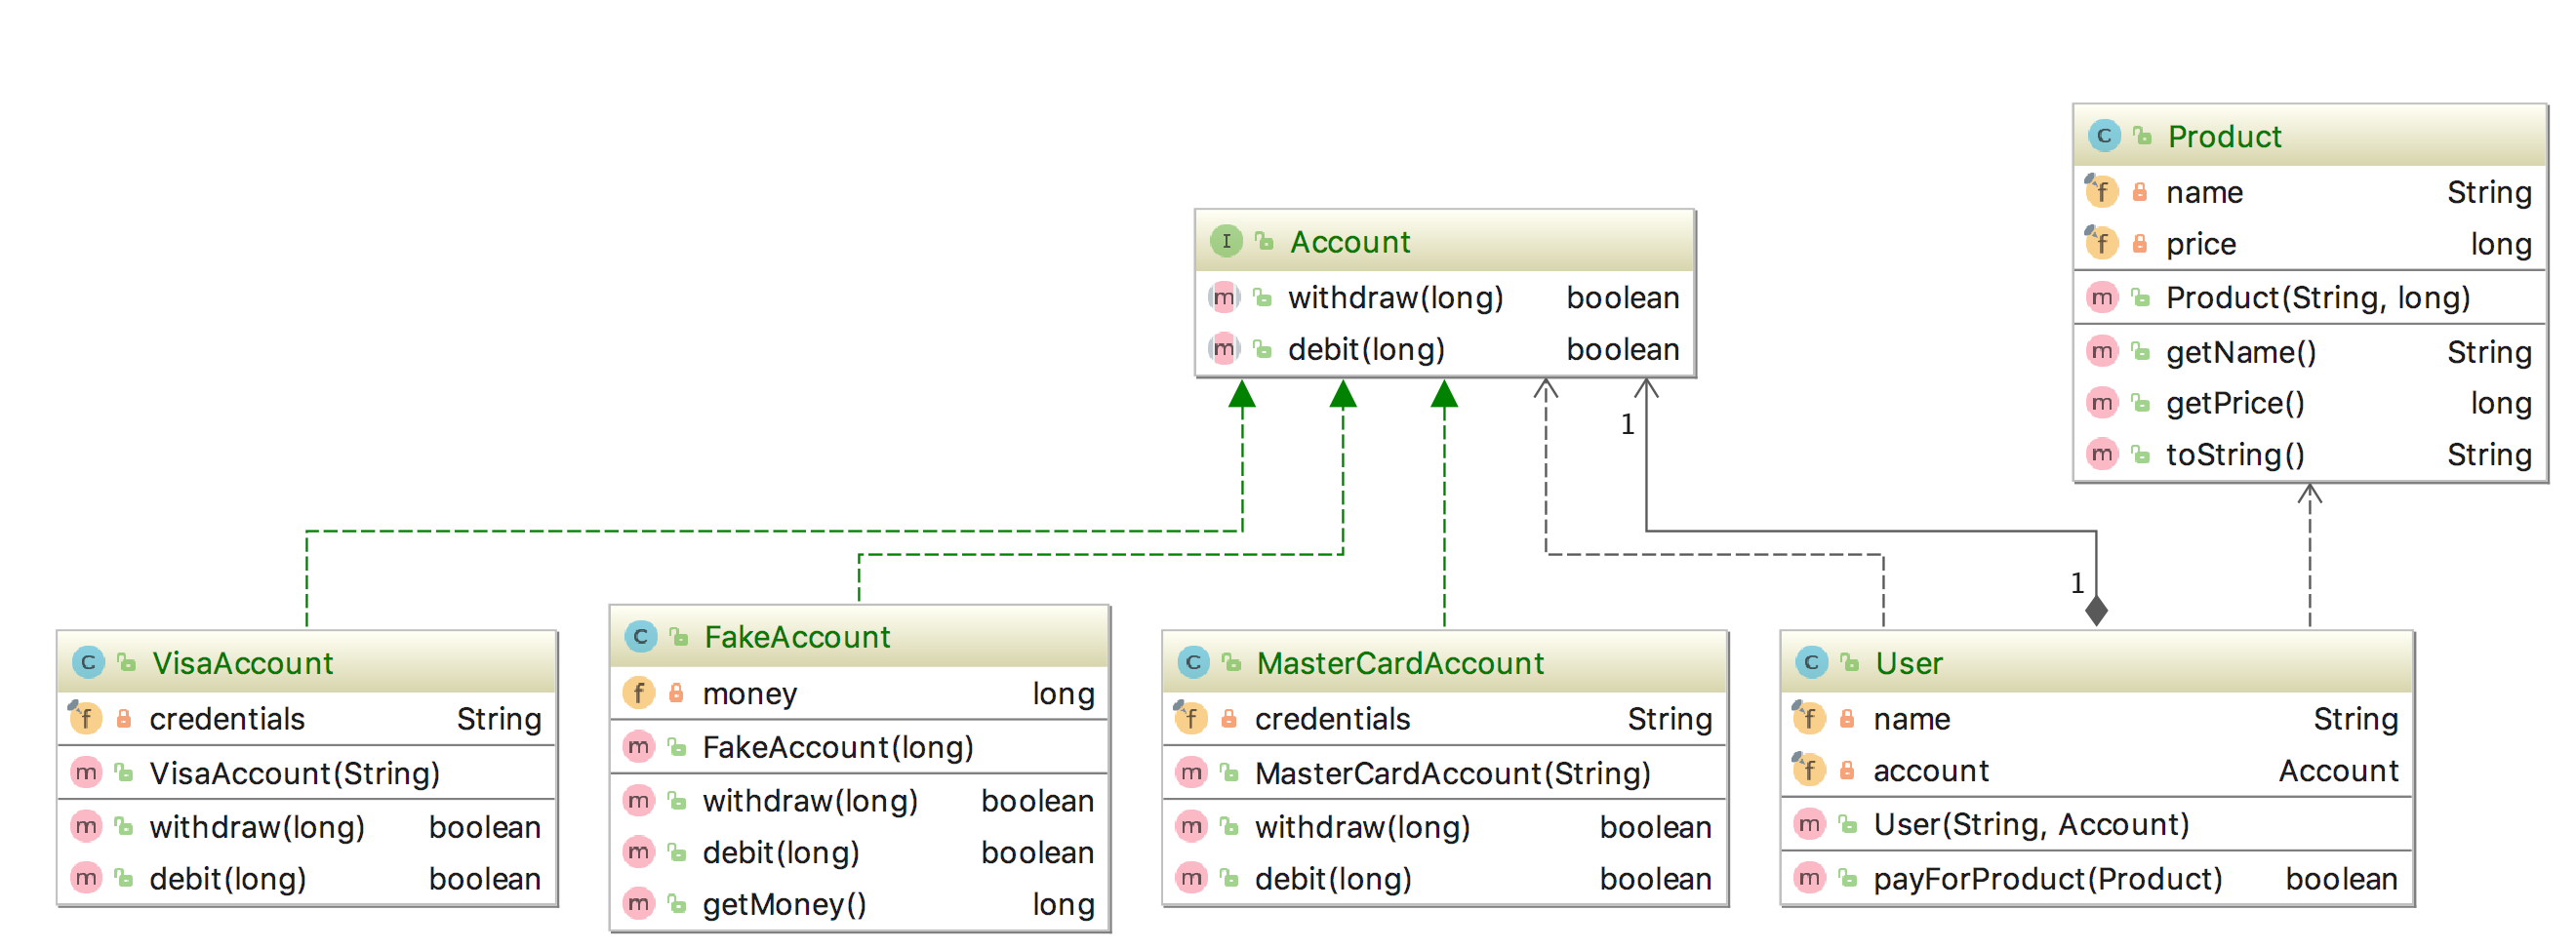 Product
name String
price long
Product(String, long)
getName() String
getPrice() long
toString() String
I Account
m withdraw(long) boolean
m debit(long) boolean
1
1
C VisaAccount
f credentials String
m VisaAccount(String)
m withdraw(long) boolean
m debit(long) boolean
C FakeAccount
f money long
m FakeAccount(long)
m withdraw(long) boolean
m debit(long) boolean
m getMoney() long
C MasterCardAccount
f credentials String
m MasterCardAccount(String)
m withdraw(long) boolean
m debit(long) boolean
C User
f name String
f account Account
m User(String, Account)
m payForProduct(Product) boolean